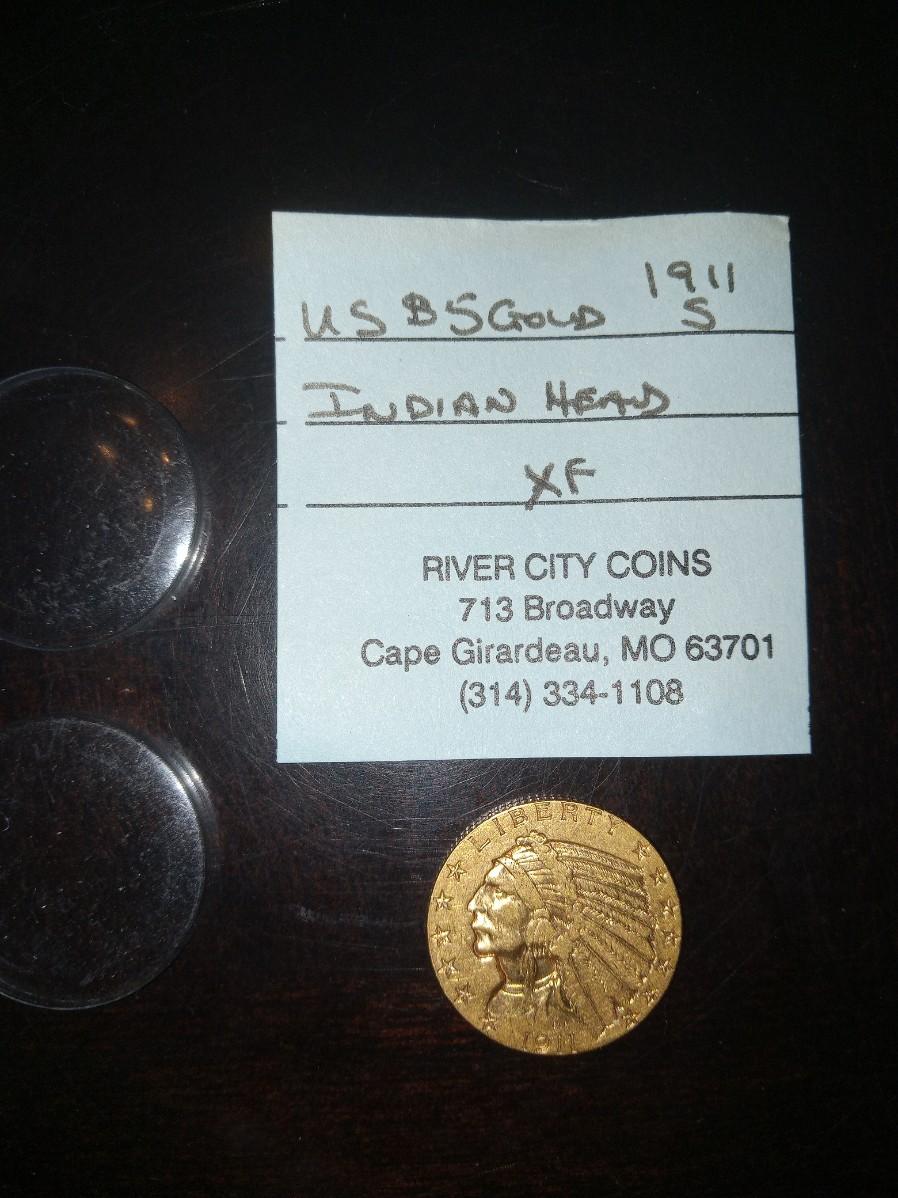 1911
US $5 GOLD S
INDIAN HEAD
XF
RIVER CITY COINS
713 Broadway
Cape Girardeau, MO 63701
(314) 334-1108
LIBERTY
1911